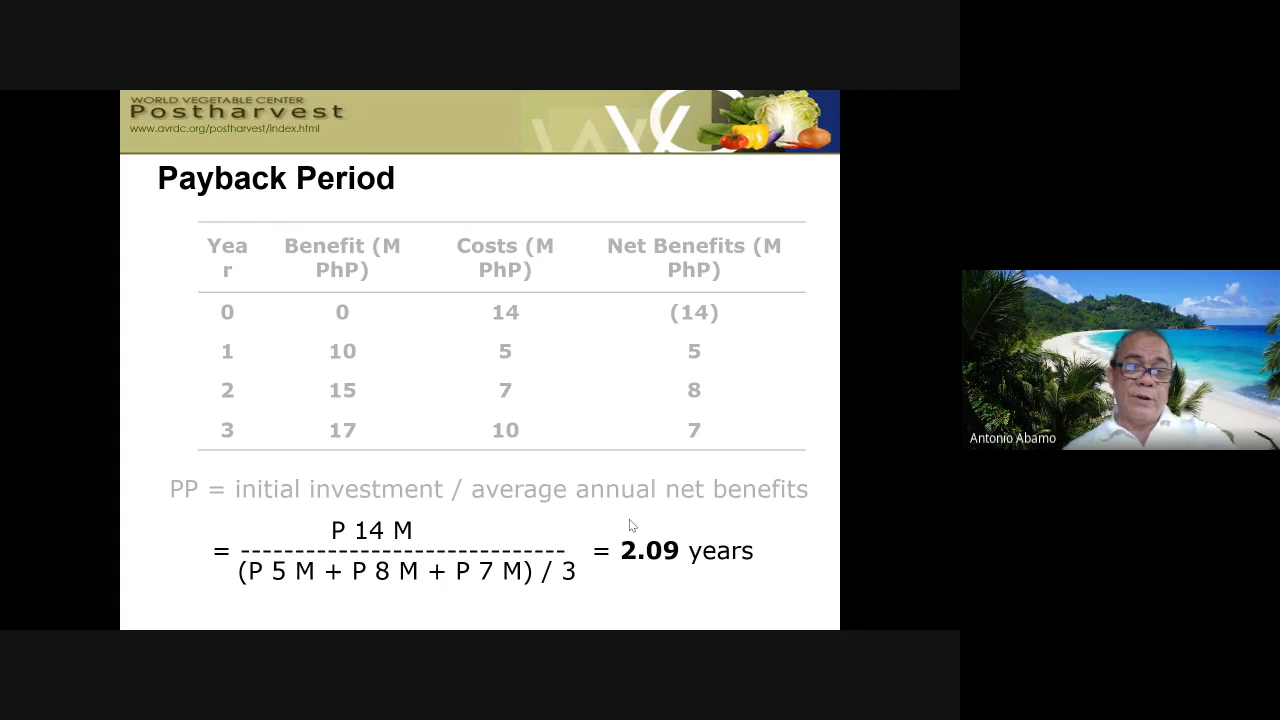 WORLD VEGETABLE CENTER
Postharvest
www.avrdc.org/postharvest/index.html
Payback Period
Yea Benefit (M Costs (M Net Benefits (M
r PhP) PhP) PhP)
0 0 14 (14)
1 10 5 5
2 15 7 8
3 17 10 7
PP = initial investment / average annual net benefits
P 14 M
= ------------------------------ = 2.09 years
(P 5 M + P 8 M + P 7 M) / 3
Antonio Abamo